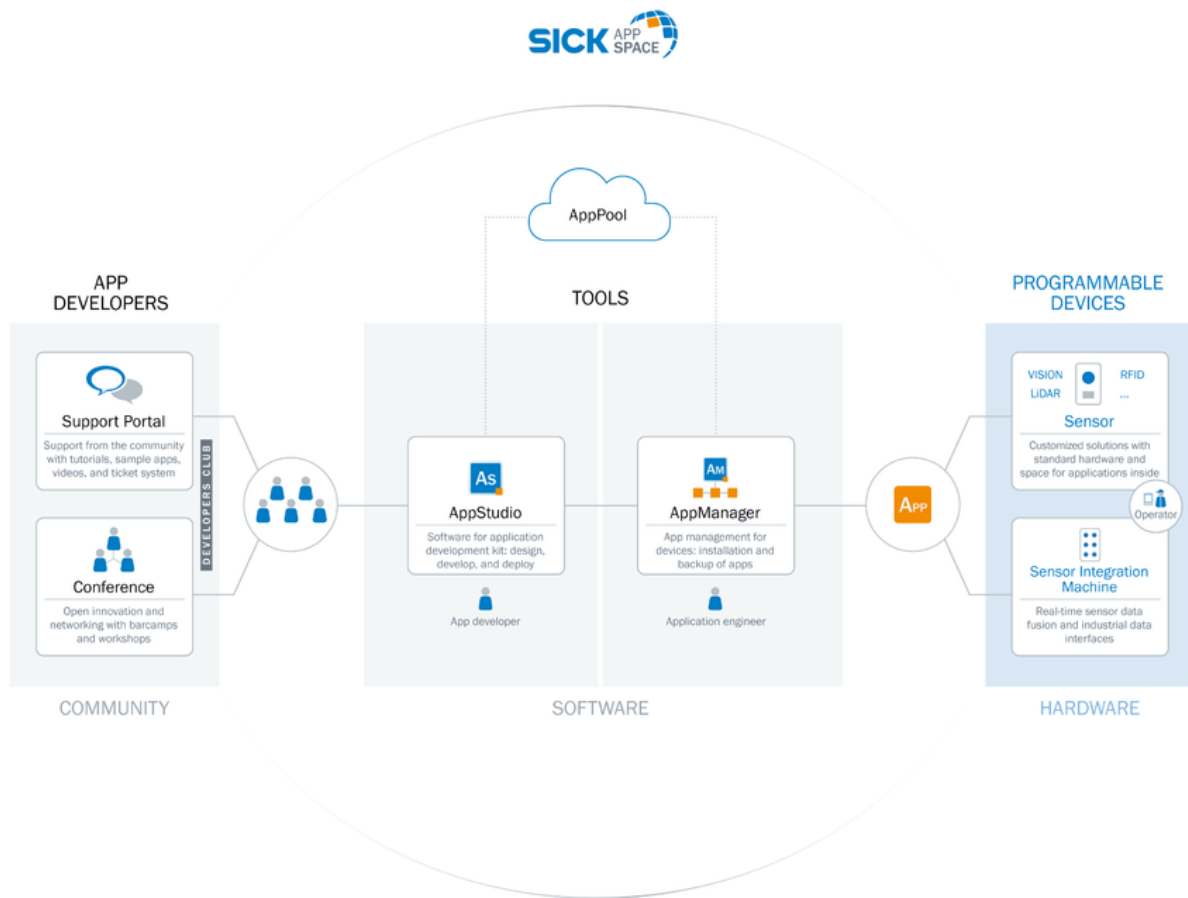 SICK APP
SPACE
AppPool
APP
DEVELOPERS
TOOLS
PROGRAMMABLE
DEVICES
Support Portal
Support from the community
with tutorials, sample apps,
videos, and ticket system
Conference
Open innovation and
networking with barcamps
and workshops
DEVELOPERS CLUB
As
AppStudio
Software for application
development kit: design,
develop, and deploy
App developer
AM
AppManager
App management for
devices: installation and
backup of apps
Application engineer
APP
VISION
RFID
LiDAR
...
Sensor
Customized solutions with
standard hardware and
space for applications inside
Operator
Sensor Integration
Machine
Real-time sensor data
fusion and industrial data
interfaces
COMMUNITY
SOFTWARE
HARDWARE